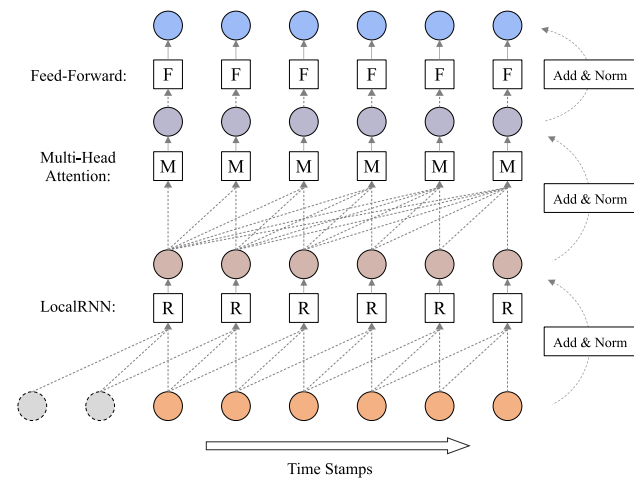 Feed-Forward: F F F F F F Add & Norm
Multi-Head
Attention: M M M M M M Add & Norm
LocalRNN: R R R R R R Add & Norm
Time Stamps